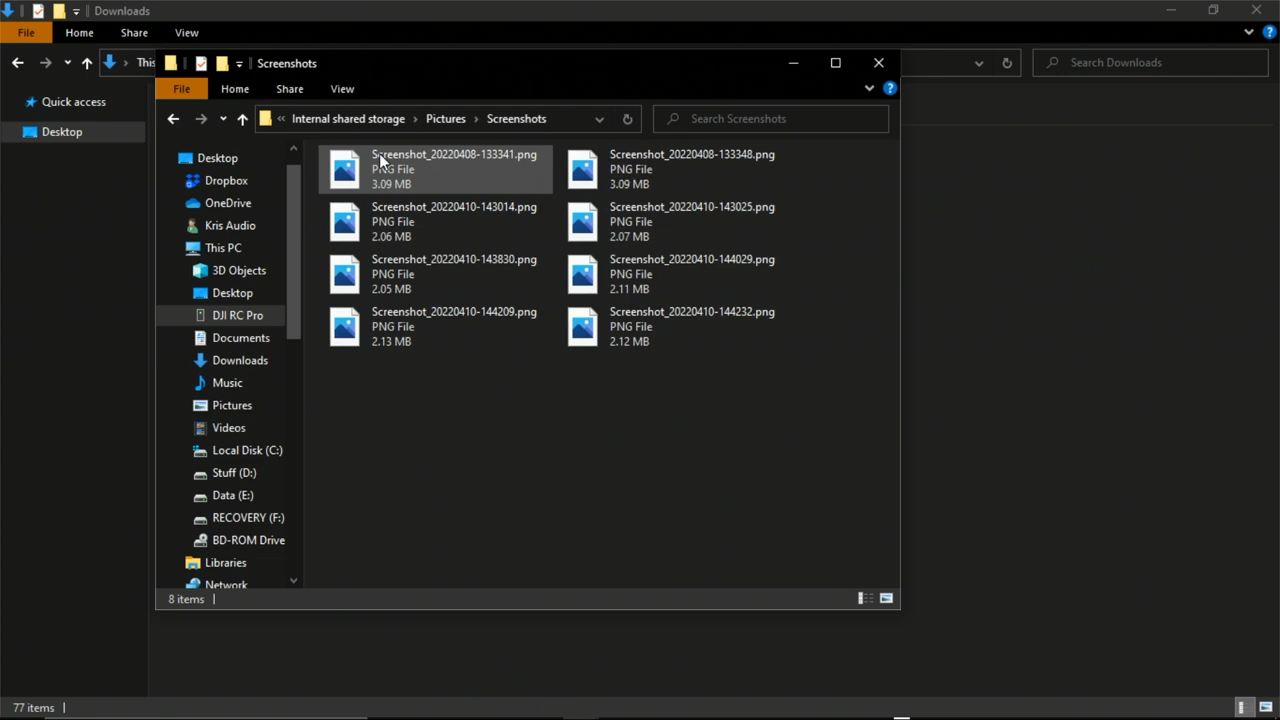 Downloads
File Home Share View
This
Search Downloads
Quick access
Desktop
Screenshots
File Home Share View
« Internal shared storage › Pictures › Screenshots
Search Screenshots
Desktop
Dropbox
OneDrive
Kris Audio
This PC
3D Objects
Desktop
DJI RC Pro
Documents
Downloads
Music
Pictures
Videos
Local Disk (C:)
Stuff (D:)
Data (E:)
RECOVERY (F:)
BD-ROM Drive
Libraries
Network
Screenshot_20220408-133341.png
PNG File
3.09 MB
Screenshot_20220408-133348.png
PNG File
3.09 MB
Screenshot_20220410-143014.png
PNG File
2.06 MB
Screenshot_20220410-143025.png
PNG File
2.07 MB
Screenshot_20220410-143830.png
PNG File
2.05 MB
Screenshot_20220410-144029.png
PNG File
2.11 MB
Screenshot_20220410-144209.png
PNG File
2.13 MB
Screenshot_20220410-144232.png
PNG File
2.12 MB
8 items
77 items